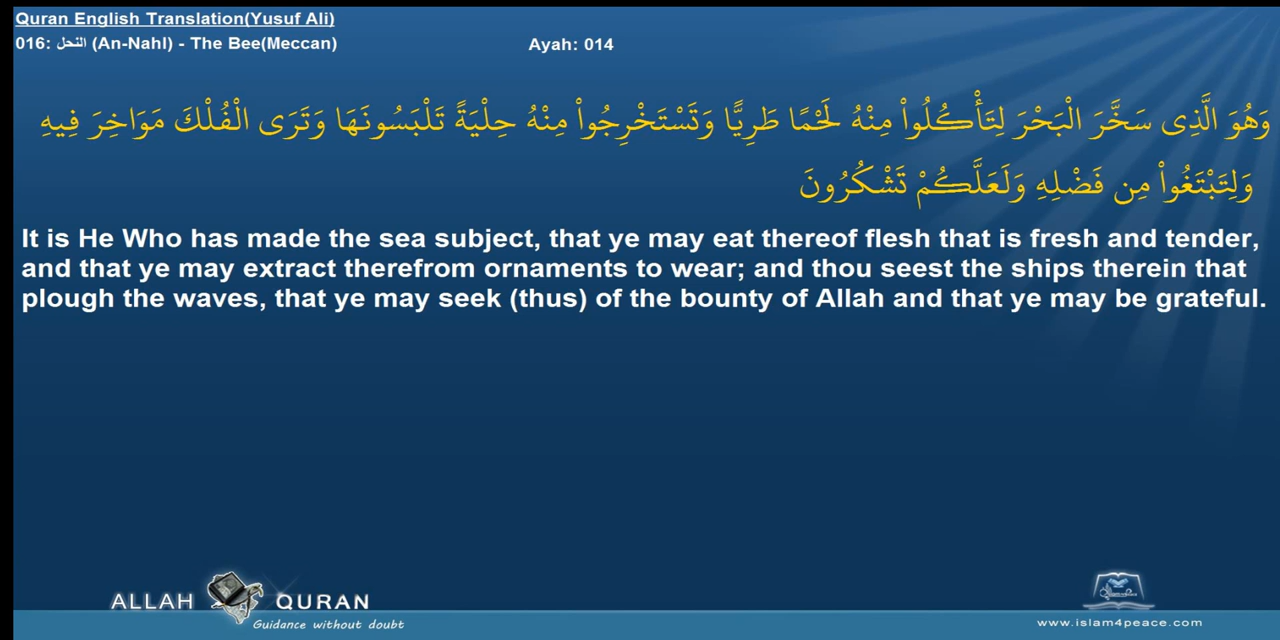 Quran English Translation(Yusuf Ali)
016: النحل (An-Nahl) - The Bee(Meccan)
Ayah: 014
وَهُوَ الَّذِى سَخَّرَ الْبَحْرَ لِتَأْكُلُواْ مِنْهُ لَحْمًا طَرِيًّا وَتَسْتَخْرِجُواْ مِنْهُ حِلْيَةً تَلْبَسُونَهَا وَتَرَى الْفُلْكَ مَوَاخِرَ فِيهِ
وَلِتَبْتَغُواْ مِن فَضْلِهِ وَلَعَلَّكُمْ تَشْكُرُونَ
It is He Who has made the sea subject, that ye may eat thereof flesh that is fresh and tender,
and that ye may extract therefrom ornaments to wear; and thou seest the ships therein that
plough the waves, that ye may seek (thus) of the bounty of Allah and that ye may be grateful.
ALLAH QURAN
Guidance without doubt
www.islam4peace.com